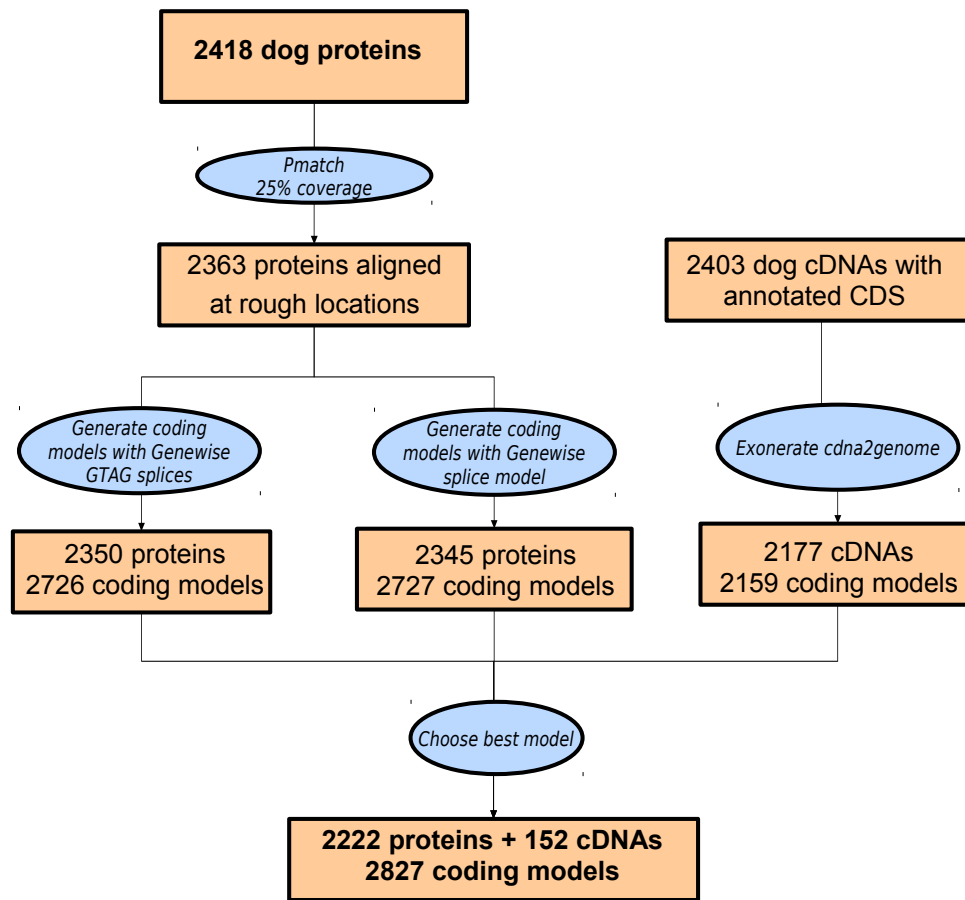 2418 dog proteins
Pmatch
25% coverage
2363 proteins aligned
at rough locations
2403 dog cDNAs with
annotated CDS
Generate coding
models with Genewise
GTAG splices
Generate coding
models with Genewise
splice model
Exonerate cdna2genome
2350 proteins
2726 coding models
2345 proteins
2727 coding models
2177 cDNAs
2159 coding models
Choose best model
2222 proteins + 152 cDNAs
2827 coding models